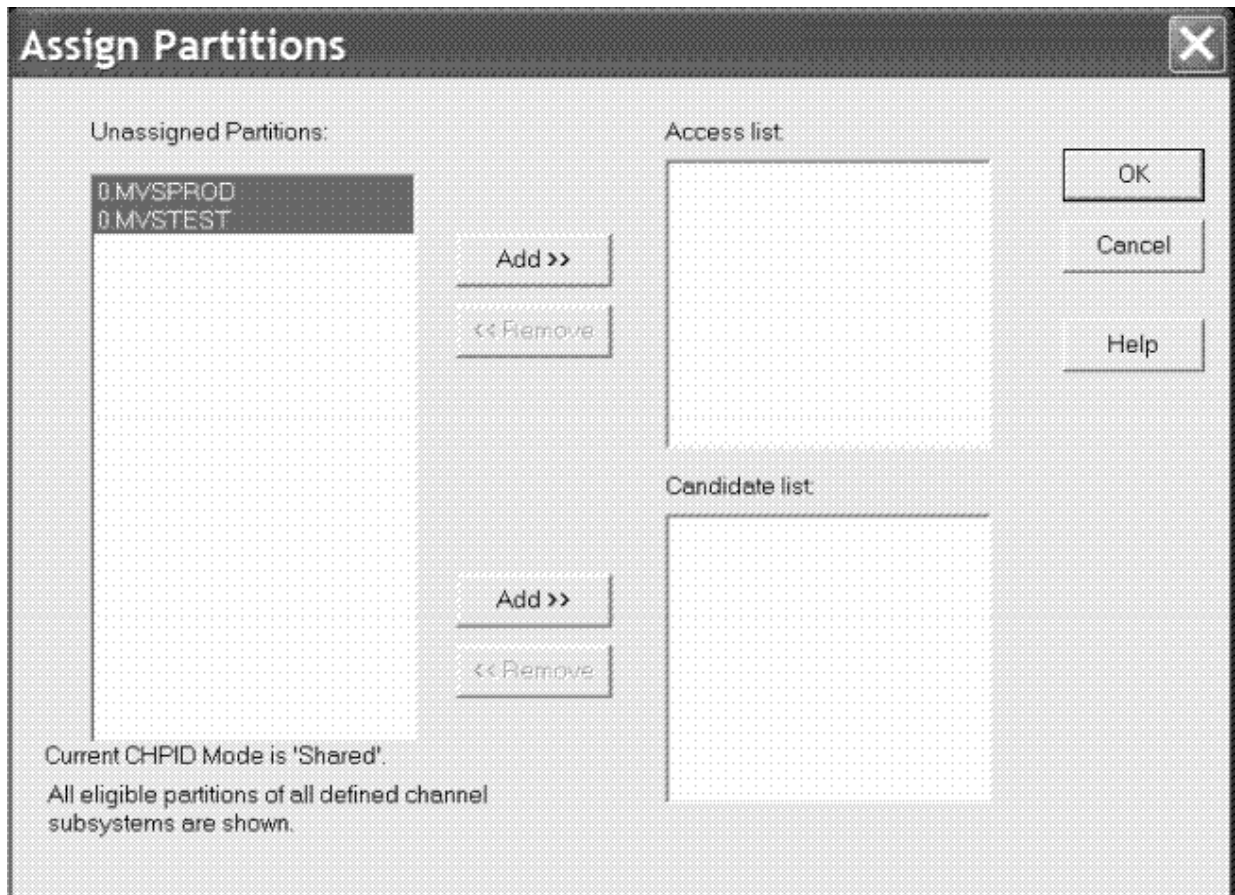 Assign Partitions
Unassigned Partitions:
0.MVSPROD
0.MVSTEST
Add >>
<< Remove
Add >>
<< Remove
Current CHPID Mode is 'Shared'.
All eligible partitions of all defined channel
subsystems are shown.
Access list:
Candidate list:
OK
Cancel
Help